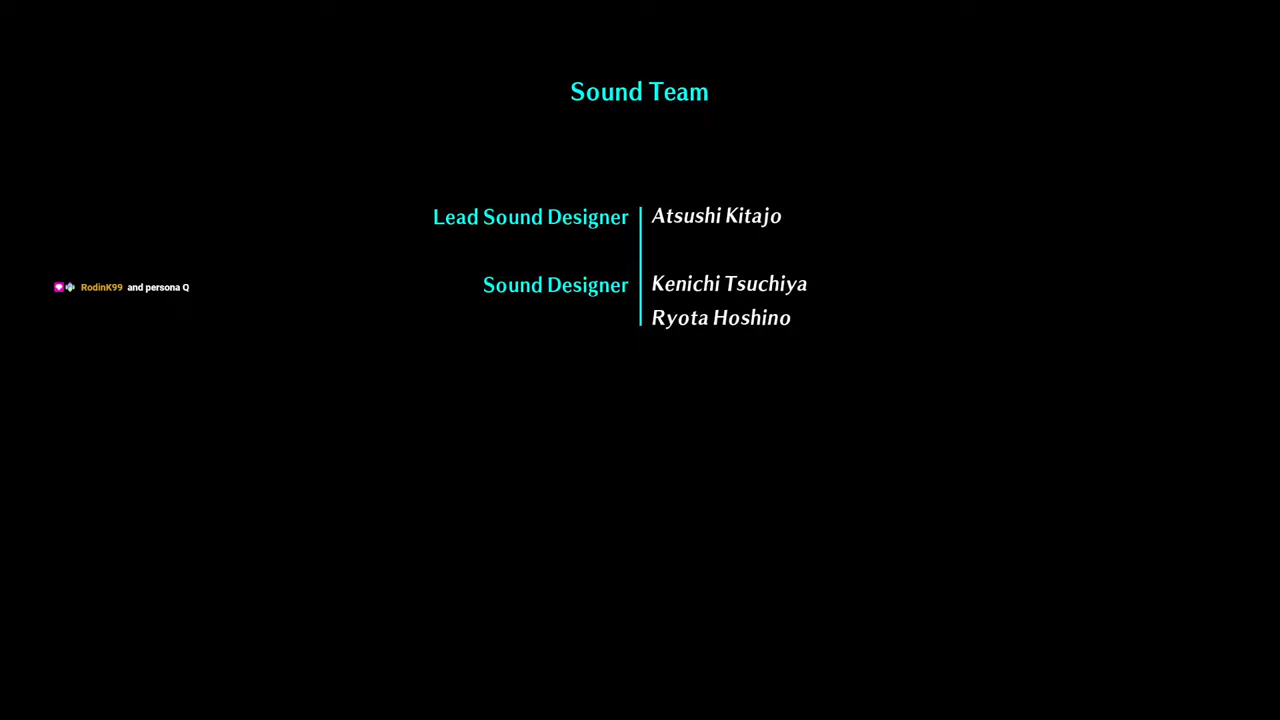 Sound Team
Lead Sound Designer Atsushi Kitajo
RodinK99 and persona Q
Sound Designer Kenichi Tsuchiya
Ryota Hoshino